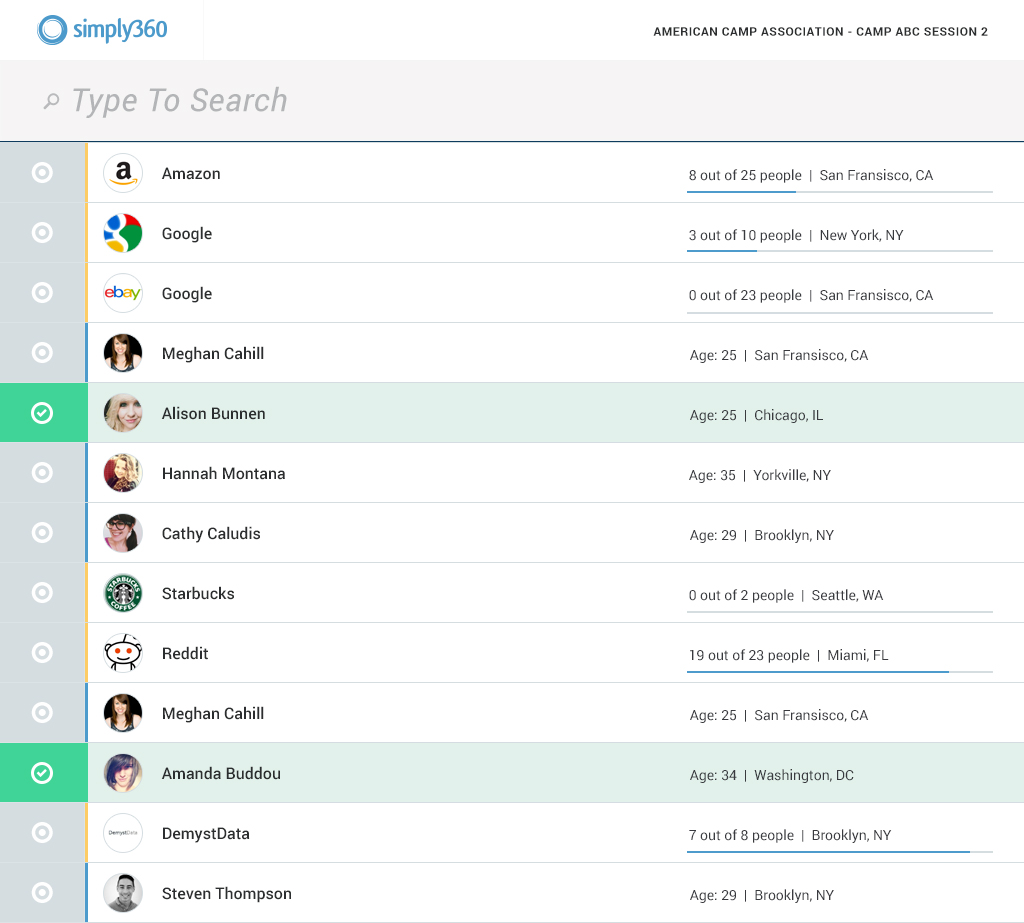 simply360
AMERICAN CAMP ASSOCIATION - CAMP ABC SESSION 2
Type To Search
a Amazon 8 out of 25 people | San Fransisco, CA
Google 3 out of 10 people | New York, NY
ebay Google 0 out of 23 people | San Fransisco, CA
Meghan Cahill Age: 25 | San Fransisco, CA
Alison Bunnen Age: 25 | Chicago, IL
Hannah Montana Age: 35 | Yorkville, NY
Cathy Caludis Age: 29 | Brooklyn, NY
STARBUCKS COFFEE Starbucks 0 out of 2 people | Seattle, WA
Reddit 19 out of 23 people | Miami, FL
Meghan Cahill Age: 25 | San Fransisco, CA
Amanda Buddou Age: 34 | Washington, DC
DemystData DemystData 7 out of 8 people | Brooklyn, NY
Steven Thompson Age: 29 | Brooklyn, NY